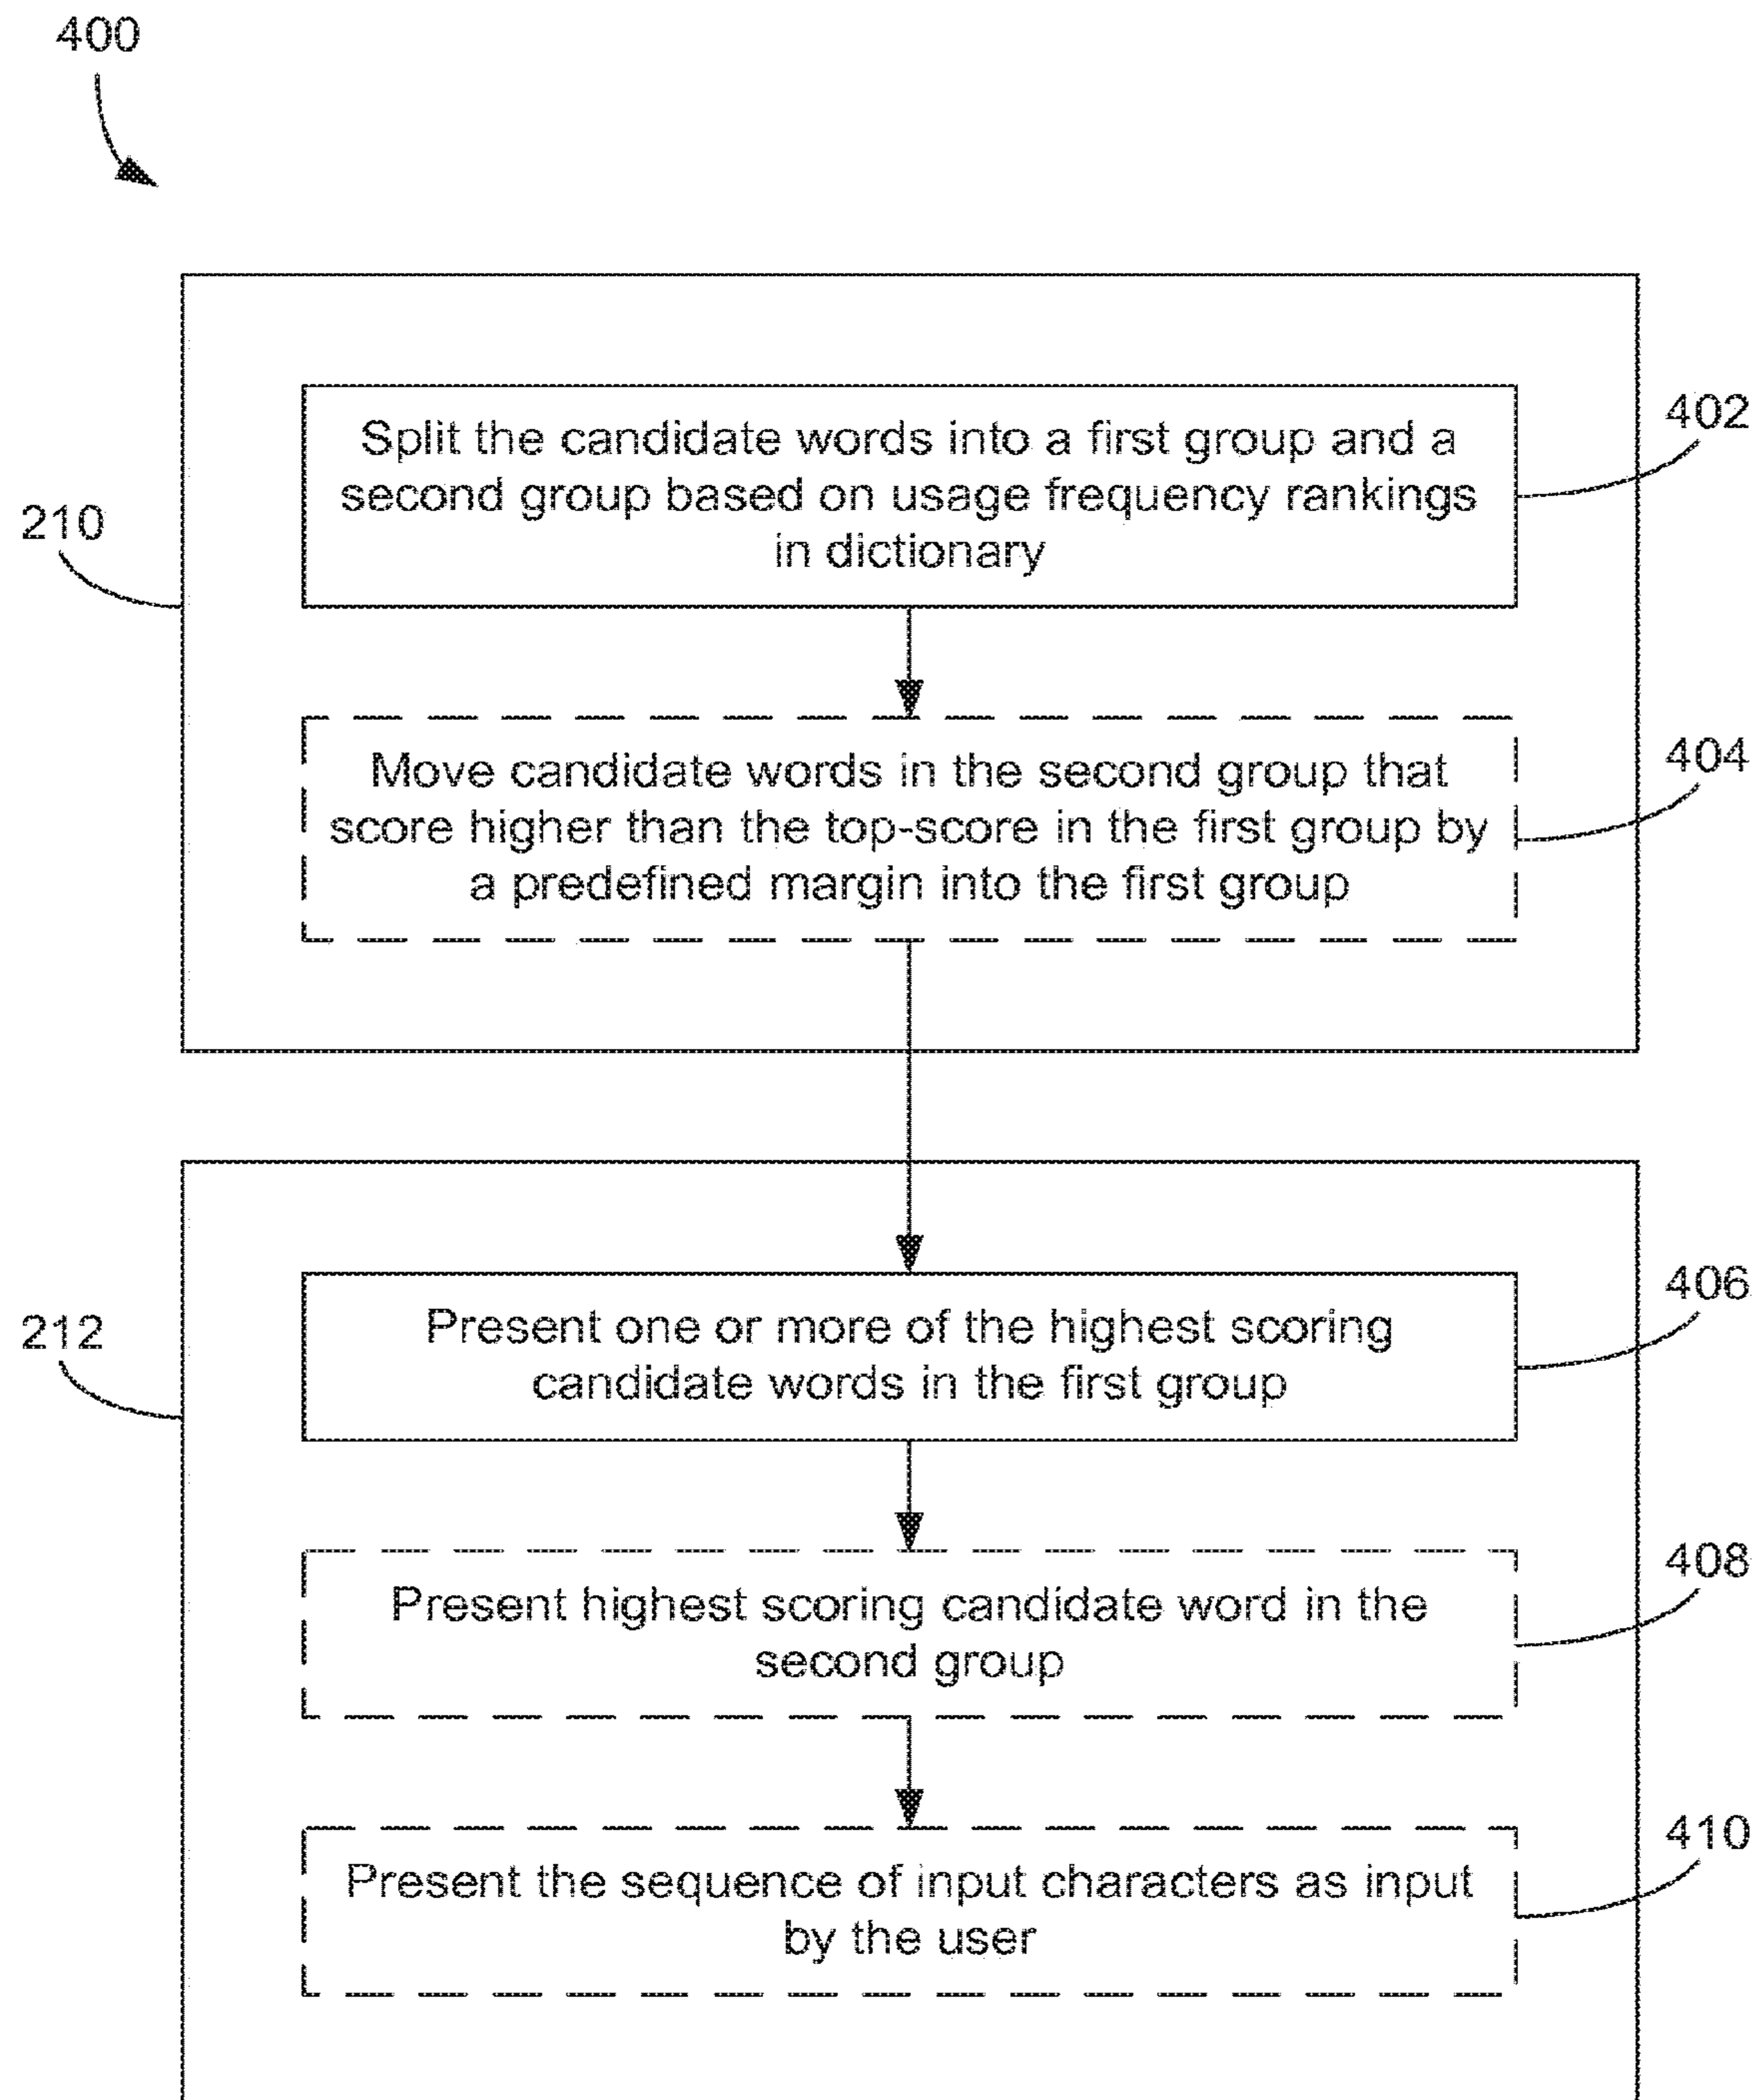 400
Split the candidate words into a first group and a
second group based on usage frequency rankings
in dictionary
402
210
Move candidate words in the second group that
score higher than the top-score in the first group by
a predefined margin into the first group
404
Present one or more of the highest scoring
candidate words in the first group
406
212
Present highest scoring candidate word in the
second group
408
Present the sequence of input characters as input
by the user
410